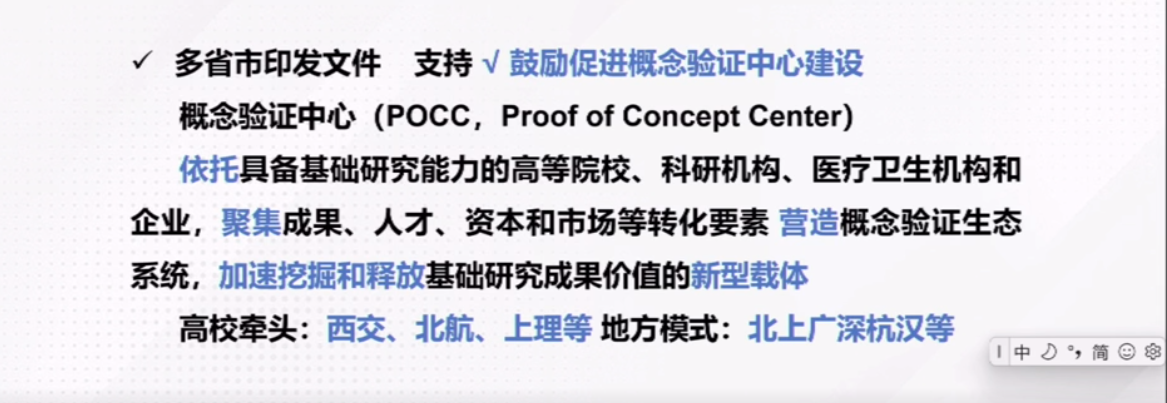 ✓ 多省市印发文件 支持 √ 鼓励促进概念验证中心建设
概念验证中心（POCC，Proof of Concept Center）
依托具备基础研究能力的高等院校、科研机构、医疗卫生机构和
企业，聚集成果、人才、资本和市场等转化要素 营造概念验证生态
系统，加速挖掘和释放基础研究成果价值的新型载体
高校牵头：西交、北航、上理等 地方模式：北上广深杭汉等
中 简